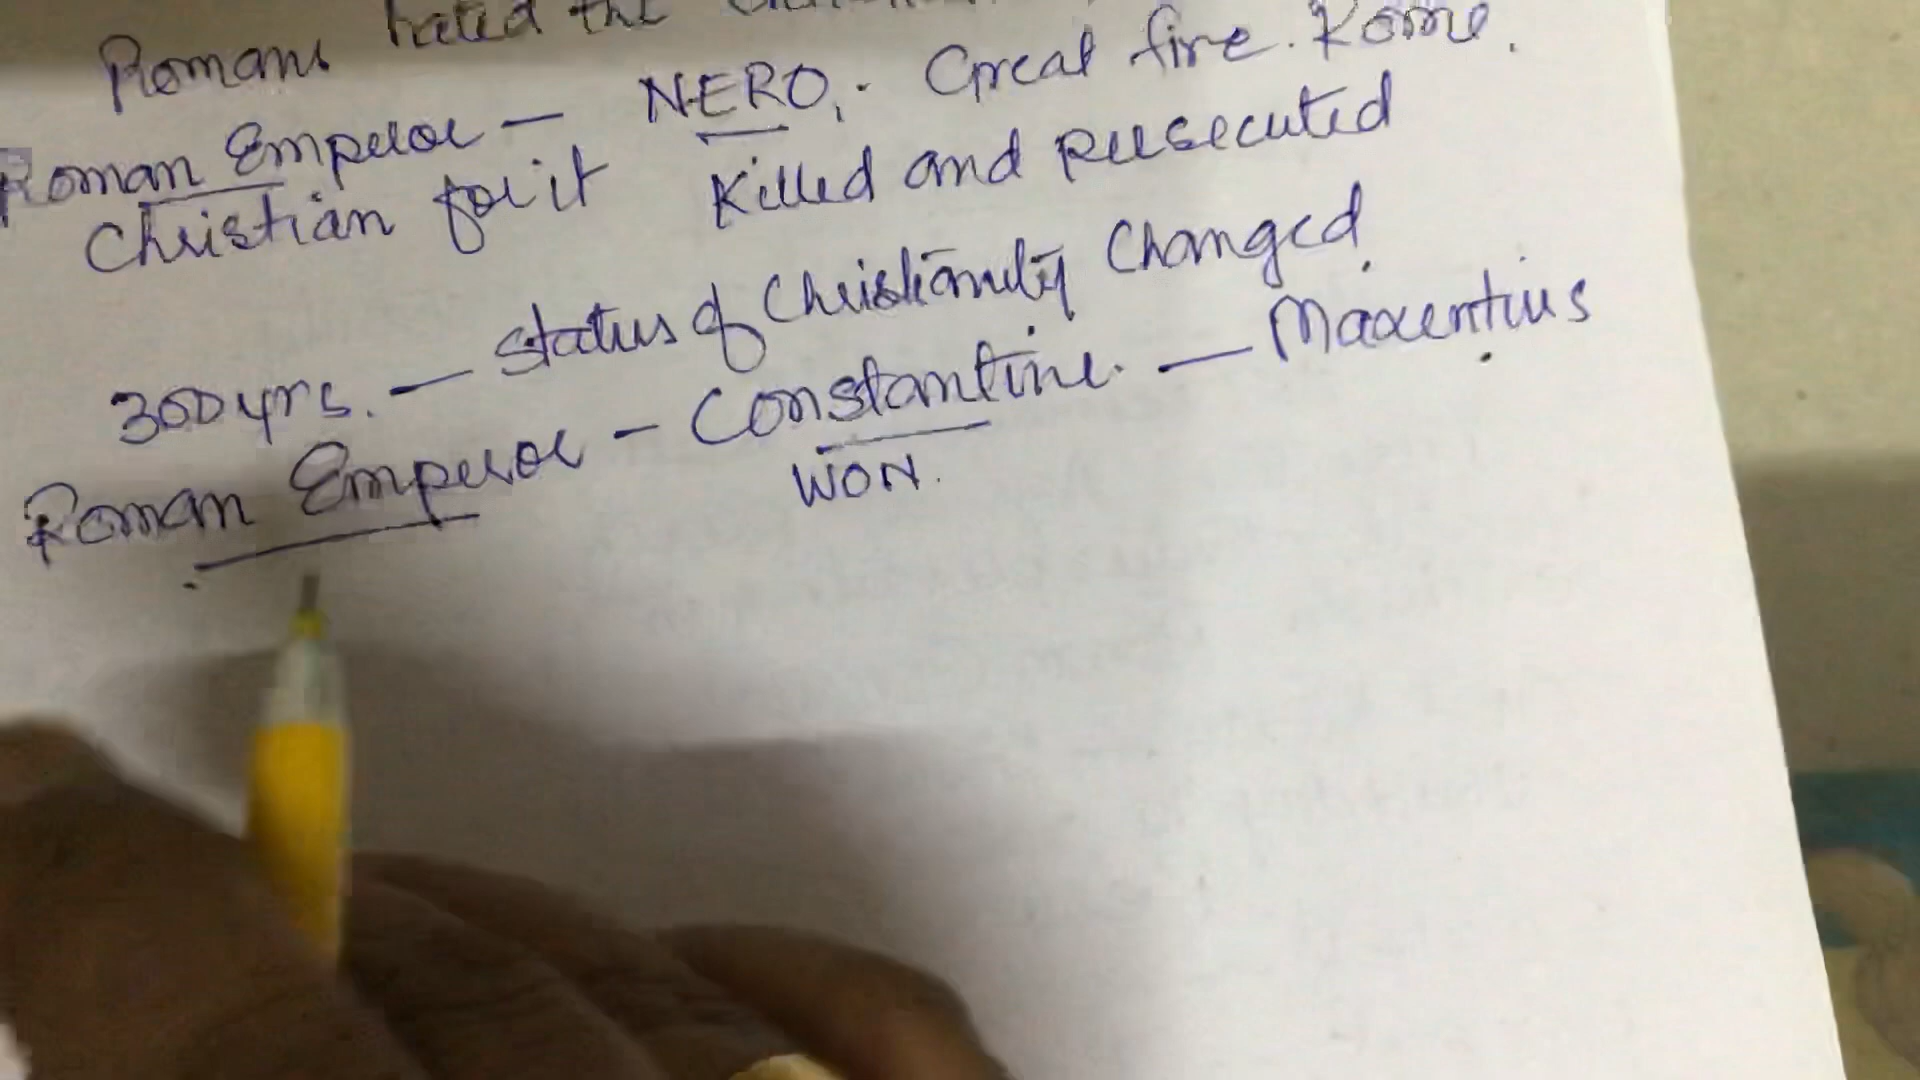 Romans hated the
Roman Emperor - NERO, . Great fire . Rome.
Christian for it Killed and persecuted
300 yrs. - status of Christianity Changed
Roman Emperor - Constantine. - Maxentius
WON.